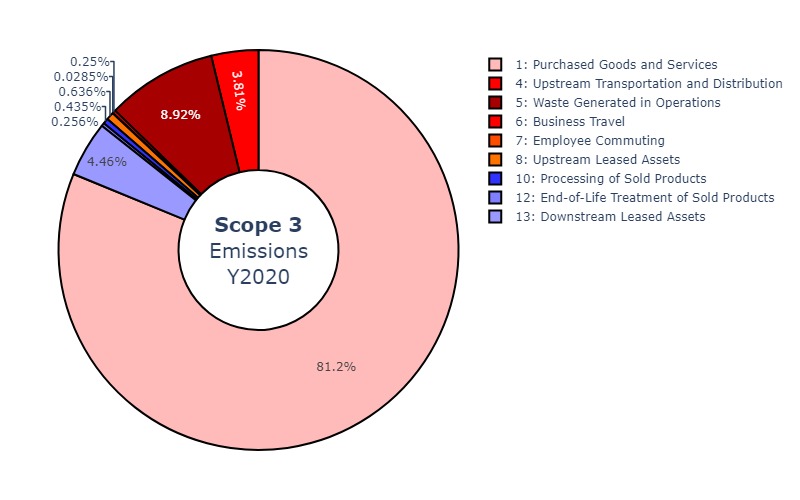 0.25%
0.0285%
0.636%
0.435%
0.256%
4.46%
8.92%
3.81%
81.2%
Scope 3
Emissions
Y2020
1: Purchased Goods and Services
4: Upstream Transportation and Distribution
5: Waste Generated in Operations
6: Business Travel
7: Employee Commuting
8: Upstream Leased Assets
10: Processing of Sold Products
12: End-of-Life Treatment of Sold Products
13: Downstream Leased Assets